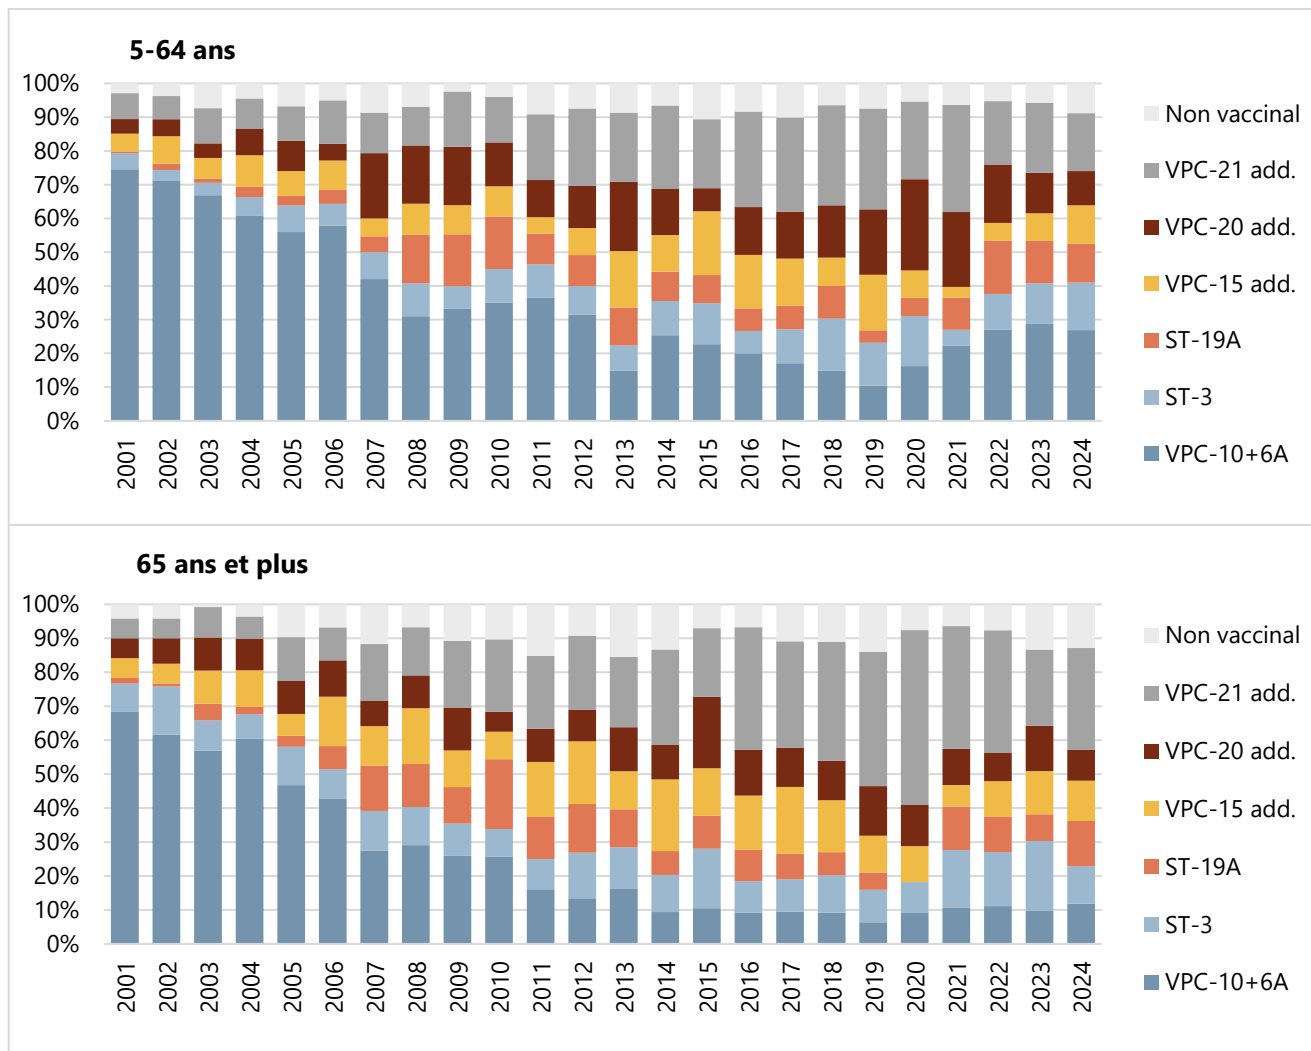 5-64 ans
100%
90%
80%
70%
60%
50%
40%
30%
20%
10%
0%
2001 2002 2003 2004 2005 2006 2007 2008 2009 2010 2011 2012 2013 2014 2015 2016 2017 2018 2019 2020 2021 2022 2023 2024
Non vaccinal
VPC-21 add.
VPC-20 add.
VPC-15 add.
ST-19A
ST-3
VPC-10+6A
65 ans et plus
100%
90%
80%
70%
60%
50%
40%
30%
20%
10%
0%
2001 2002 2003 2004 2005 2006 2007 2008 2009 2010 2011 2012 2013 2014 2015 2016 2017 2018 2019 2020 2021 2022 2023 2024
Non vaccinal
VPC-21 add.
VPC-20 add.
VPC-15 add.
ST-19A
ST-3
VPC-10+6A